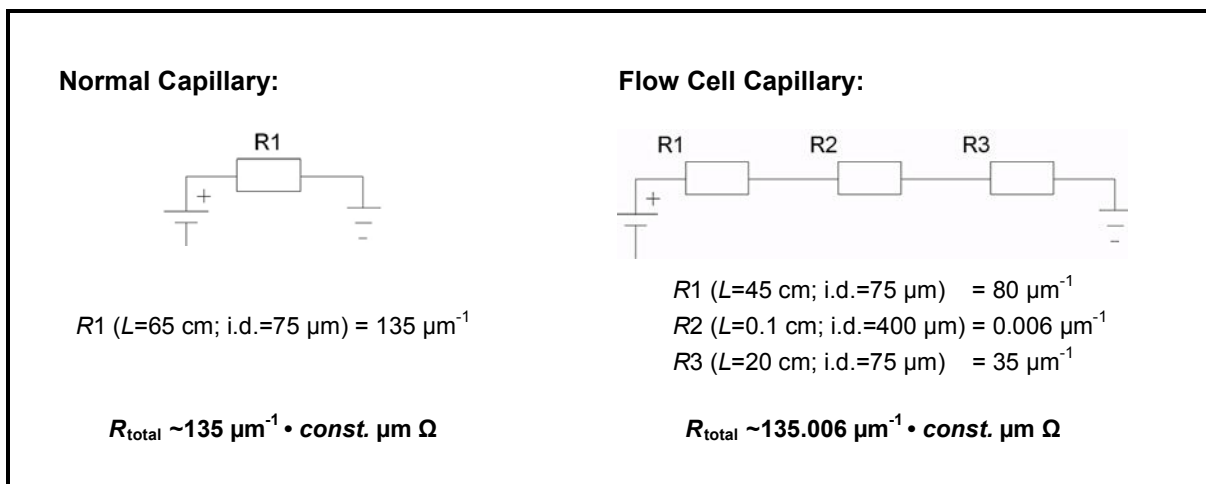 Normal Capillary:
R1
+
R1 (L=65 cm; i.d.=75 µm) = 135 µm⁻¹
R_total ~135 µm⁻¹ • const. µm Ω
Flow Cell Capillary:
R1 R2 R3
+
R1 (L=45 cm; i.d.=75 µm) = 80 µm⁻¹
R2 (L=0.1 cm; i.d.=400 µm) = 0.006 µm⁻¹
R3 (L=20 cm; i.d.=75 µm) = 35 µm⁻¹
R_total ~135.006 µm⁻¹ • const. µm Ω